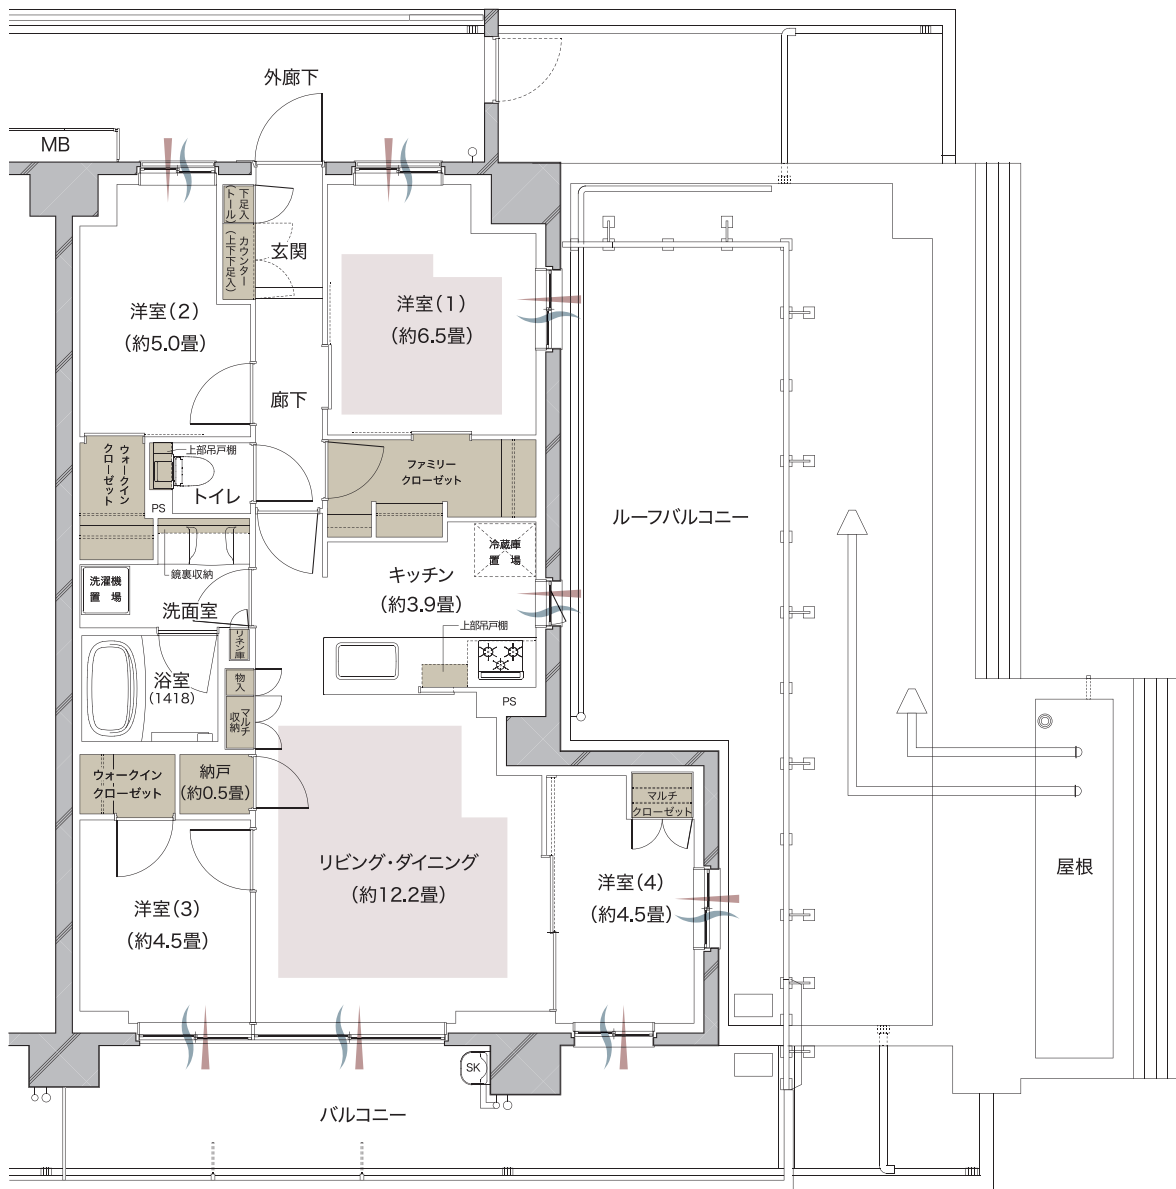 外廊下
MB
下足入
(トール)
カウンター
(上下下足入)
玄関
洋室(1)
(約6.5畳)
洋室(2)
(約5.0畳)
廊下
ウォークイン
クローゼット
上部吊戸棚
トイレ
PS
ファミリー
クローゼット
ルーフバルコニー
冷蔵庫
置場
キッチン
(約3.9畳)
上部吊戸棚
PS
鏡裏収納
洗濯機
置場
洗面室
リネン庫
浴室
(1418)
物入
マルチ
収納
ウォークイン
クローゼット
納戸
(約0.5畳)
マルチ
クローゼット
リビング・ダイニング
(約12.2畳)
洋室(3)
(約4.5畳)
洋室(4)
(約4.5畳)
屋根
SK
バルコニー